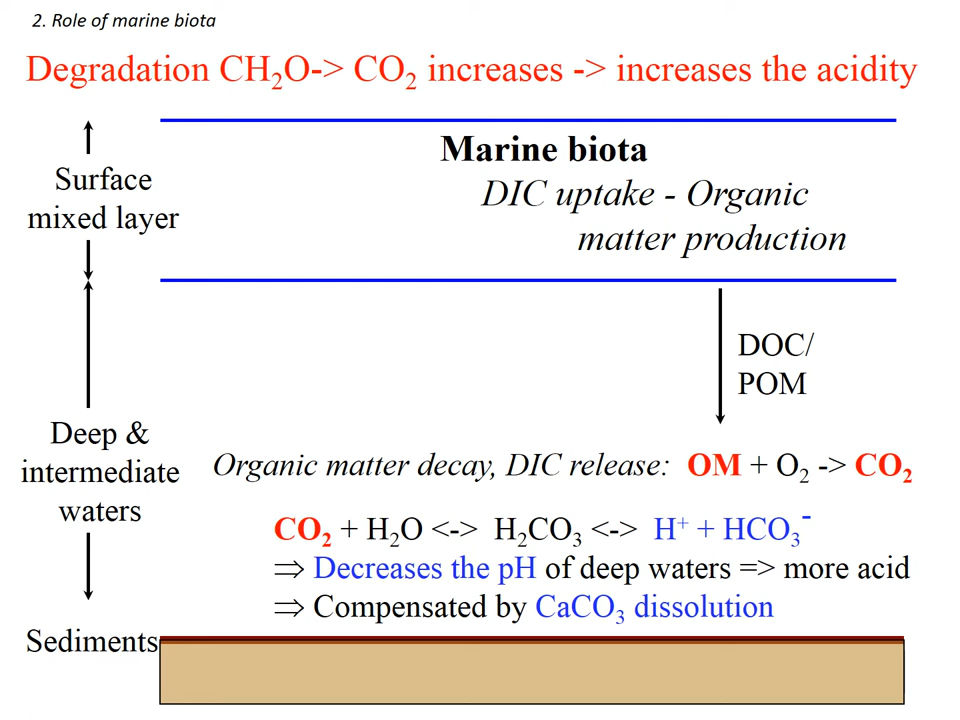 2. Role of marine biota
Degradation CH₂O-> CO₂ increases -> increases the acidity
Marine biota
DIC uptake - Organic
matter production
Surface
mixed layer
DOC/
POM
Deep &
intermediate
waters
Organic matter decay, DIC release: OM + O₂ -> CO₂
CO₂ + H₂O <-> H₂CO₃ <-> H⁺ + HCO₃⁻
⇒ Decreases the pH of deep waters => more acid
⇒ Compensated by CaCO₃ dissolution
Sediments